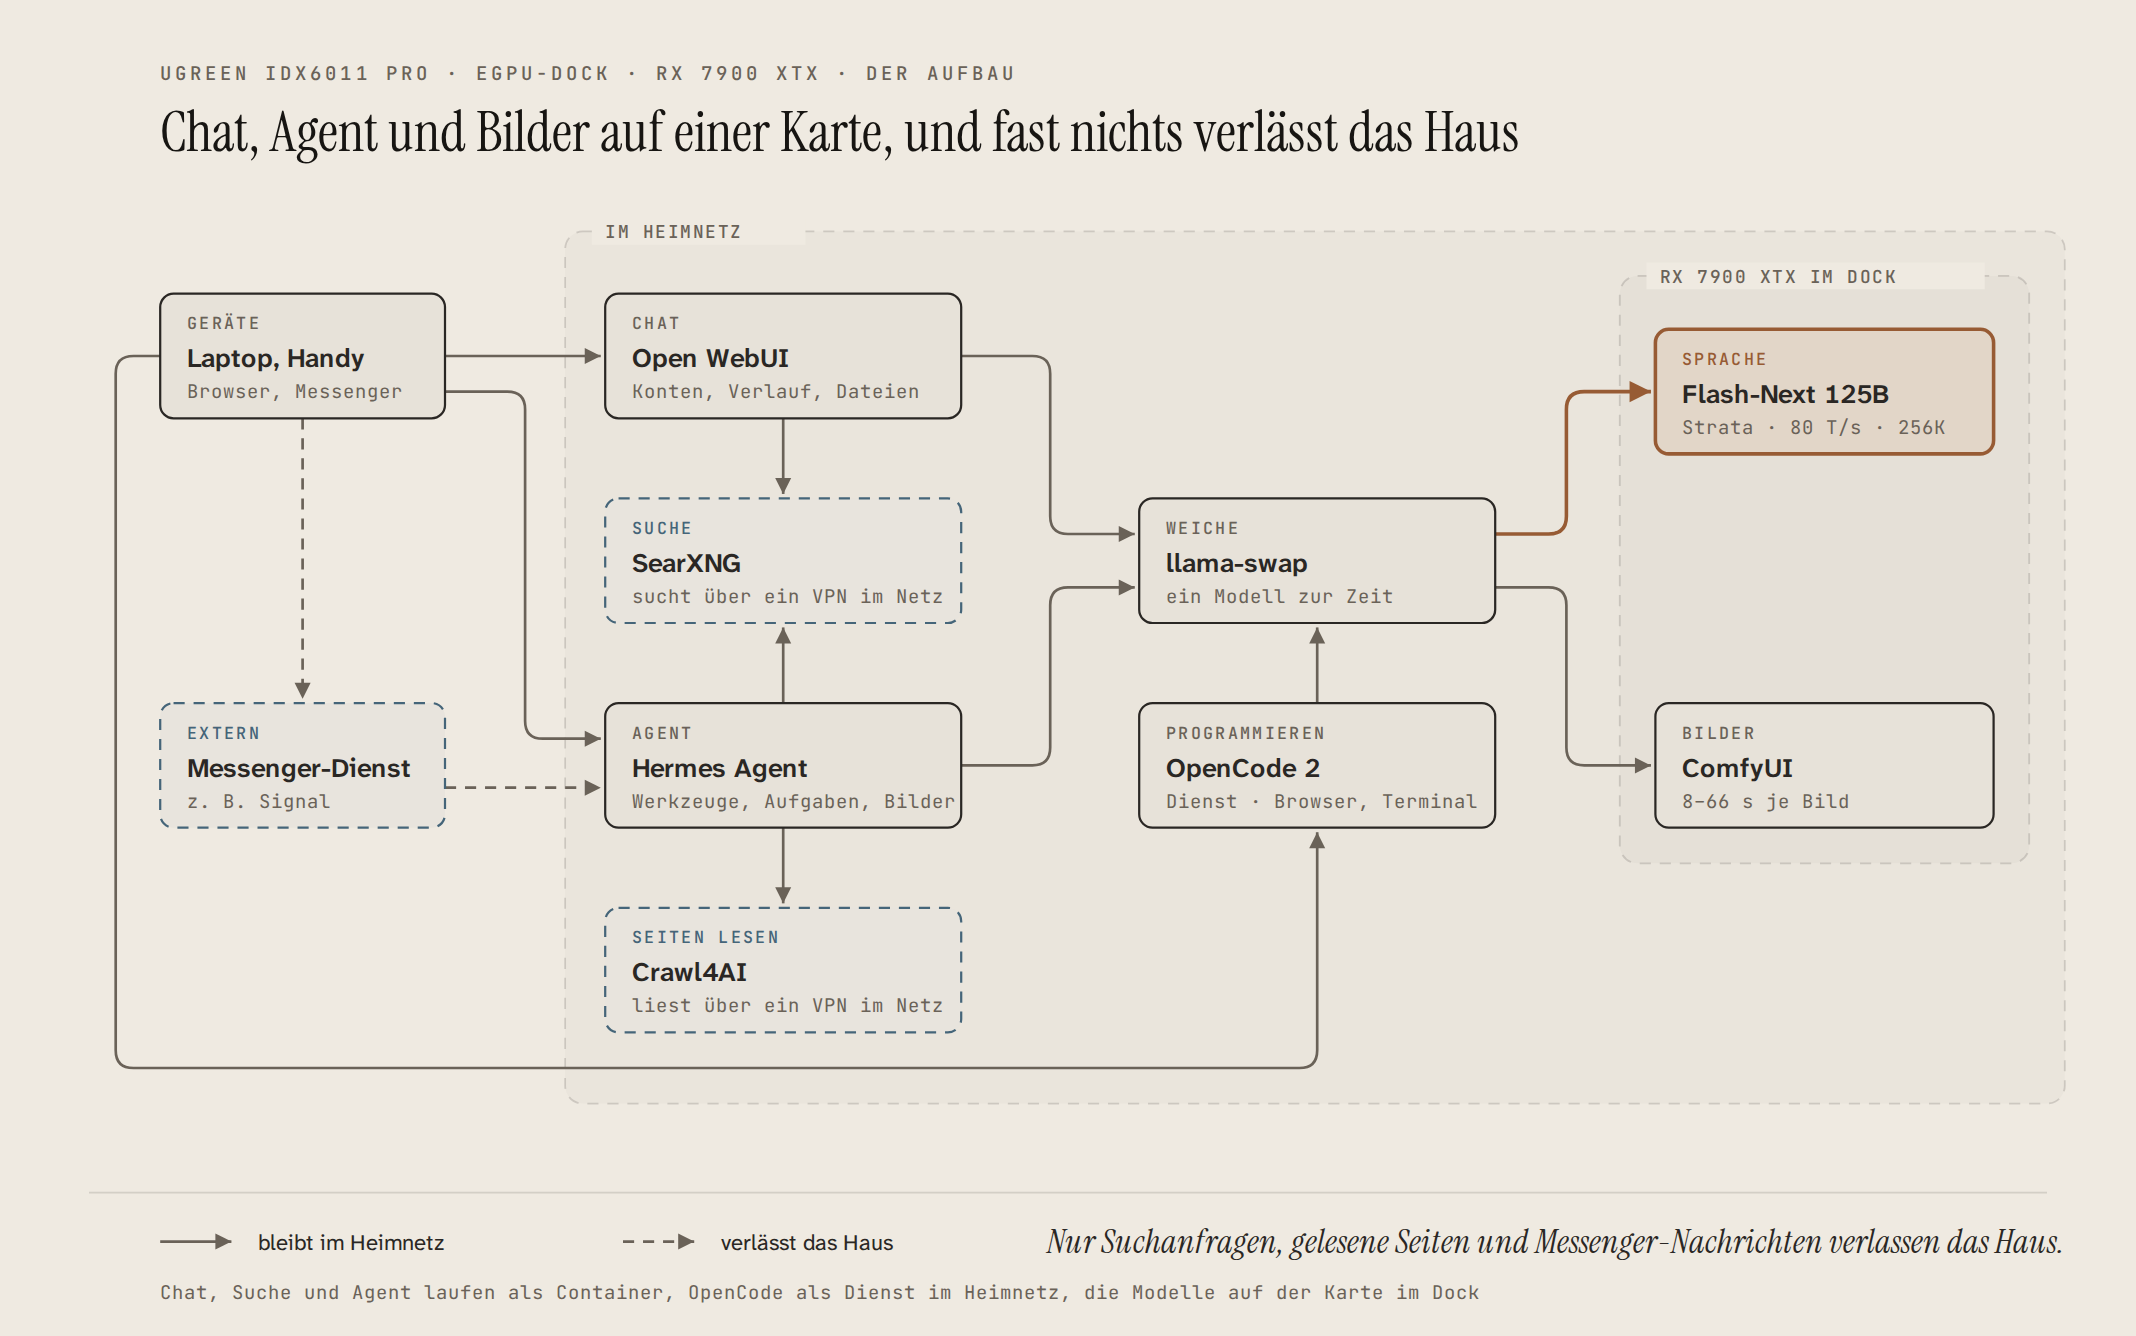 UGREEN IDX6011 PRO · EGPU-DOCK · RX 7900 XTX · DER AUFBAU
Chat, Agent und Bilder auf einer Karte, und fast nichts verlässt das Haus
IM HEIMNETZ
RX 7900 XTX IM DOCK
GERÄTE
Laptop, Handy
Browser, Messenger
CHAT
Open WebUI
Konten, Verlauf, Dateien
SPRACHE
Flash-Next 125B
Strata · 80 T/s · 256K
SUCHE
SearXNG
sucht über ein VPN im Netz
WEICHE
llama-swap
ein Modell zur Zeit
EXTERN
Messenger-Dienst
z. B. Signal
AGENT
Hermes Agent
Werkzeuge, Aufgaben, Bilder
PROGRAMMIEREN
OpenCode 2
Dienst · Browser, Terminal
BILDER
ComfyUI
8–66 s je Bild
SEITEN LESEN
Crawl4AI
liest über ein VPN im Netz
bleibt im Heimnetz
verlässt das Haus
Nur Suchanfragen, gelesene Seiten und Messenger-Nachrichten verlassen das Haus.
Chat, Suche und Agent laufen als Container, OpenCode als Dienst im Heimnetz, die Modelle auf der Karte im Dock